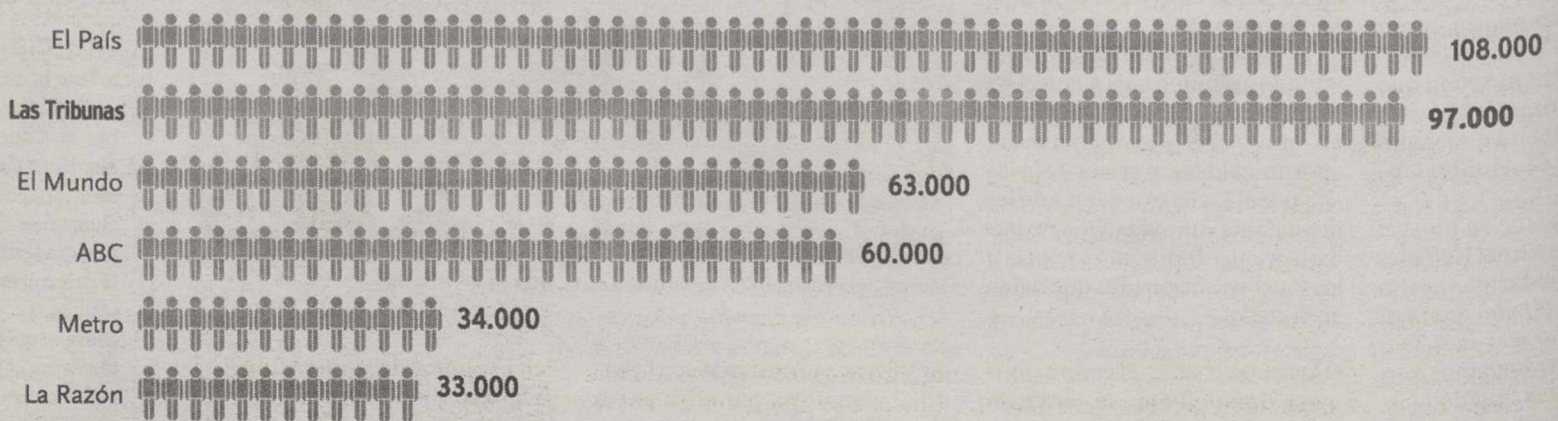 El País 108.000
Las Tribunas 97.000
El Mundo 63.000
ABC 60.000
Metro 34.000
La Razón 33.000